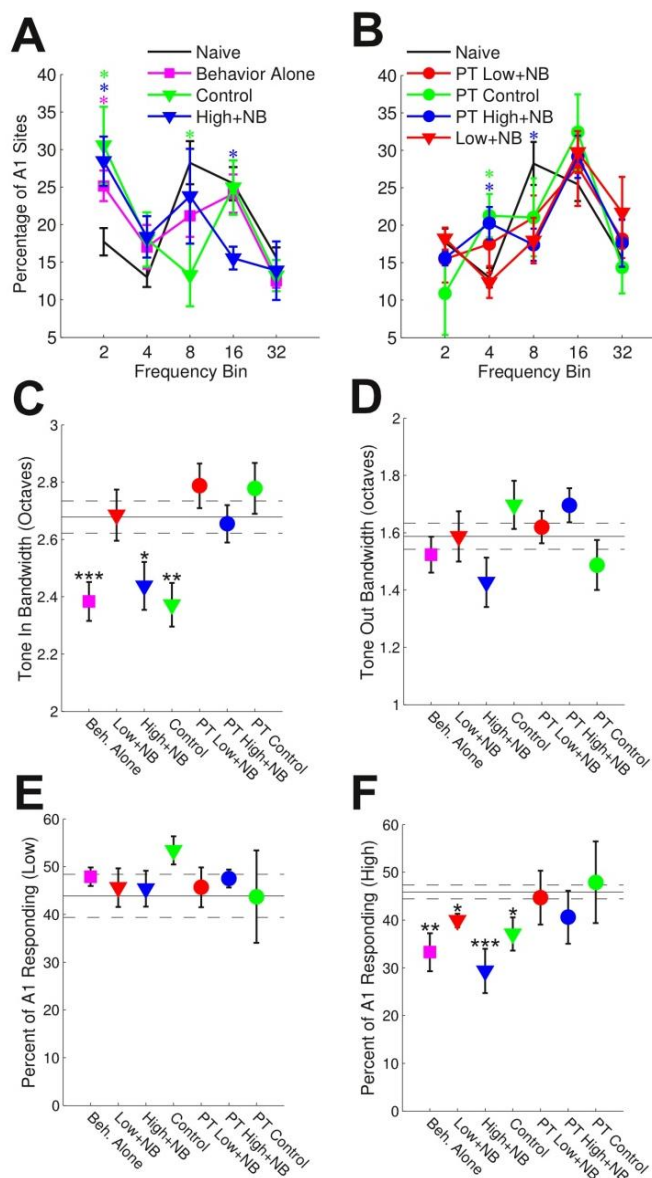 A
Naive
Behavior Alone
Control
High+NB
*
*
*
*
*
Percentage of A1 Sites
40
35
30
25
20
15
10
5
2 4 8 16 32
Frequency Bin
B
Naive
PT Low+NB
PT Control
PT High+NB
Low+NB
*
*
*
40
35
30
25
20
15
10
5
2 4 8 16 32
Frequency Bin
C
Tone In Bandwidth (Octaves)
3
2.8
2.6
2.4
2.2
2
***
*
**
Beh. Alone
Low+NB
High+NB
Control
PT Low+NB
PT High+NB
PT Control
D
Tone Out Bandwidth (octaves)
2
1.8
1.6
1.4
1.2
1
Beh. Alone
Low+NB
High+NB
Control
PT Low+NB
PT High+NB
PT Control
E
Percent of A1 Responding (Low)
60
50
40
30
20
10
0
Beh. Alone
Low+NB
High+NB
Control
PT Low+NB
PT High+NB
PT Control
F
Percent of A1 Responding (High)
60
50
40
30
20
10
0
**
*
***
*
Beh. Alone
Low+NB
High+NB
Control
PT Low+NB
PT High+NB
PT Control